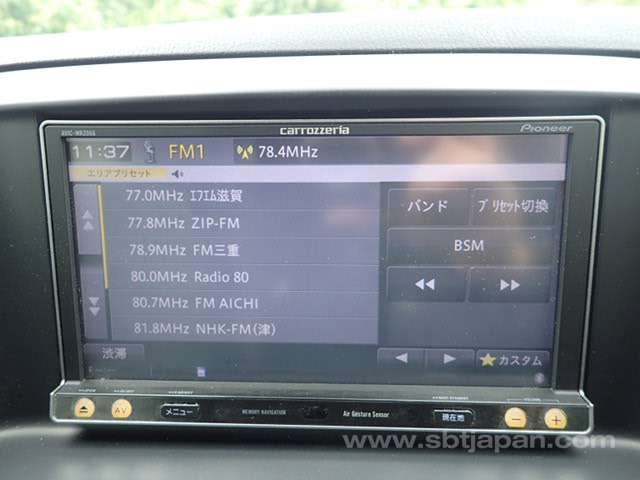 carrozzeria
Pioneer
11:37 FM1 78.4MHz
エリアプリセット
77.0MHz エフエム滋賀
77.8MHz ZIP-FM
78.9MHz FM三重
80.0MHz Radio 80
80.7MHz FM AICHI
81.8MHz NHK-FM(津)
バンド
プリセット切換
BSM
渋滞
カスタム
AV
メニュー
MEMORY NAVIGATION
Air Gesture Sensor
現在地
www.sbtjapan.com